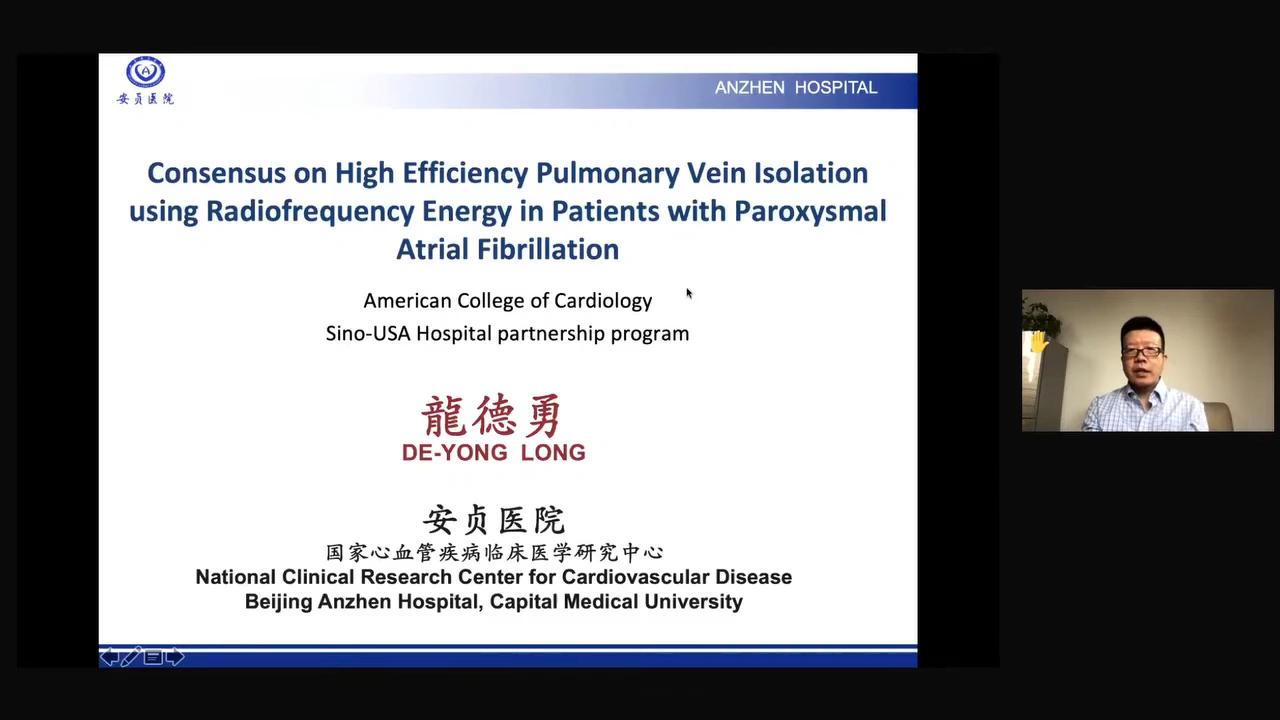 安贞医院
ANZHEN HOSPITAL
Consensus on High Efficiency Pulmonary Vein Isolation
using Radiofrequency Energy in Patients with Paroxysmal
Atrial Fibrillation
American College of Cardiology
Sino-USA Hospital partnership program
龍德勇
DE-YONG LONG
安贞医院
国家心血管疾病临床医学研究中心
National Clinical Research Center for Cardiovascular Disease
Beijing Anzhen Hospital, Capital Medical University